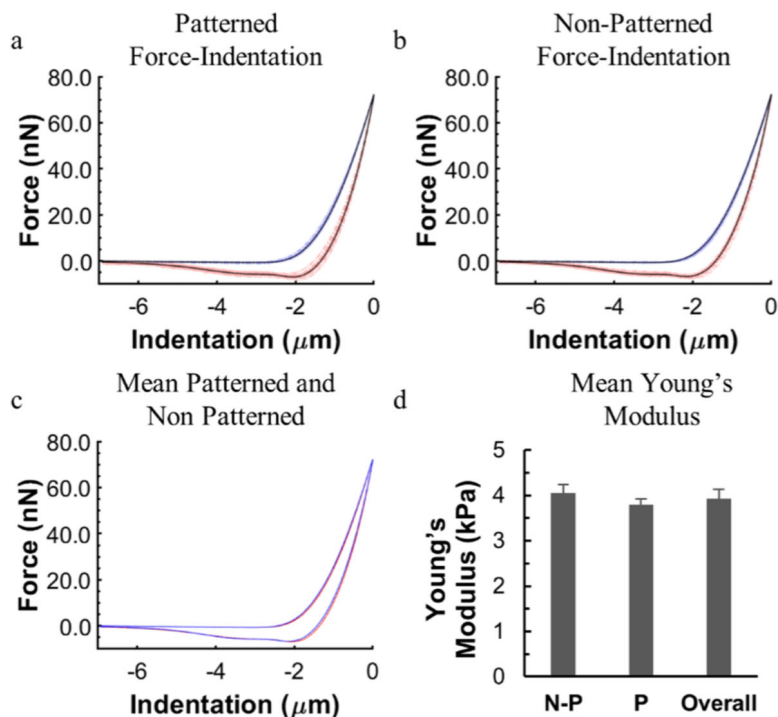 a
Patterned
Force-Indentation
80.0
60.0
40.0
20.0
0.0
Force (nN)
-6
-4
-2
0
Indentation (μm)
b
Non-Patterned
Force-Indentation
80.0
60.0
40.0
20.0
0.0
Force (nN)
-6
-4
-2
0
Indentation (μm)
c
Mean Patterned and
Non Patterned
80.0
60.0
40.0
20.0
0.0
Force (nN)
-6
-4
-2
0
Indentation (μm)
d
Mean Young's
Modulus
5
4
3
2
1
0
Young's
Modulus (kPa)
N-P
P
Overall